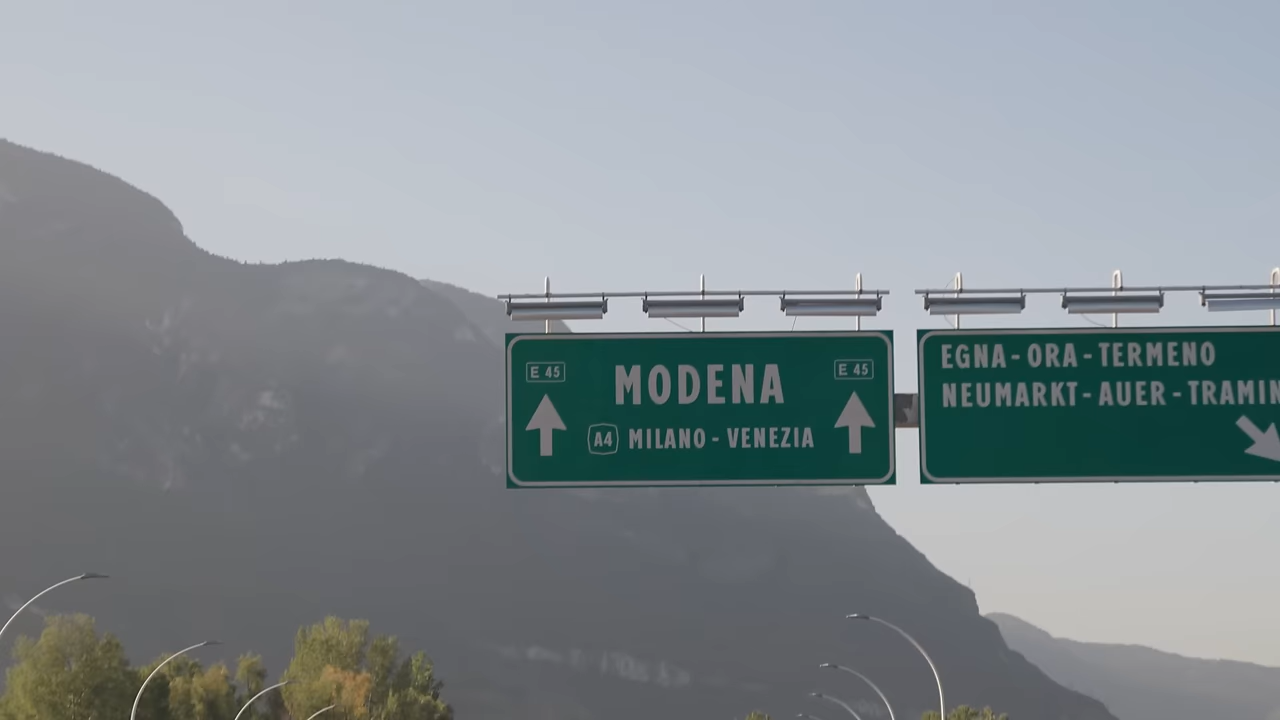 E 45 MODENA E 45
A4 MILANO - VENEZIA
EGNA - ORA - TERMENO
NEUMARKT - AUER - TRAMIN